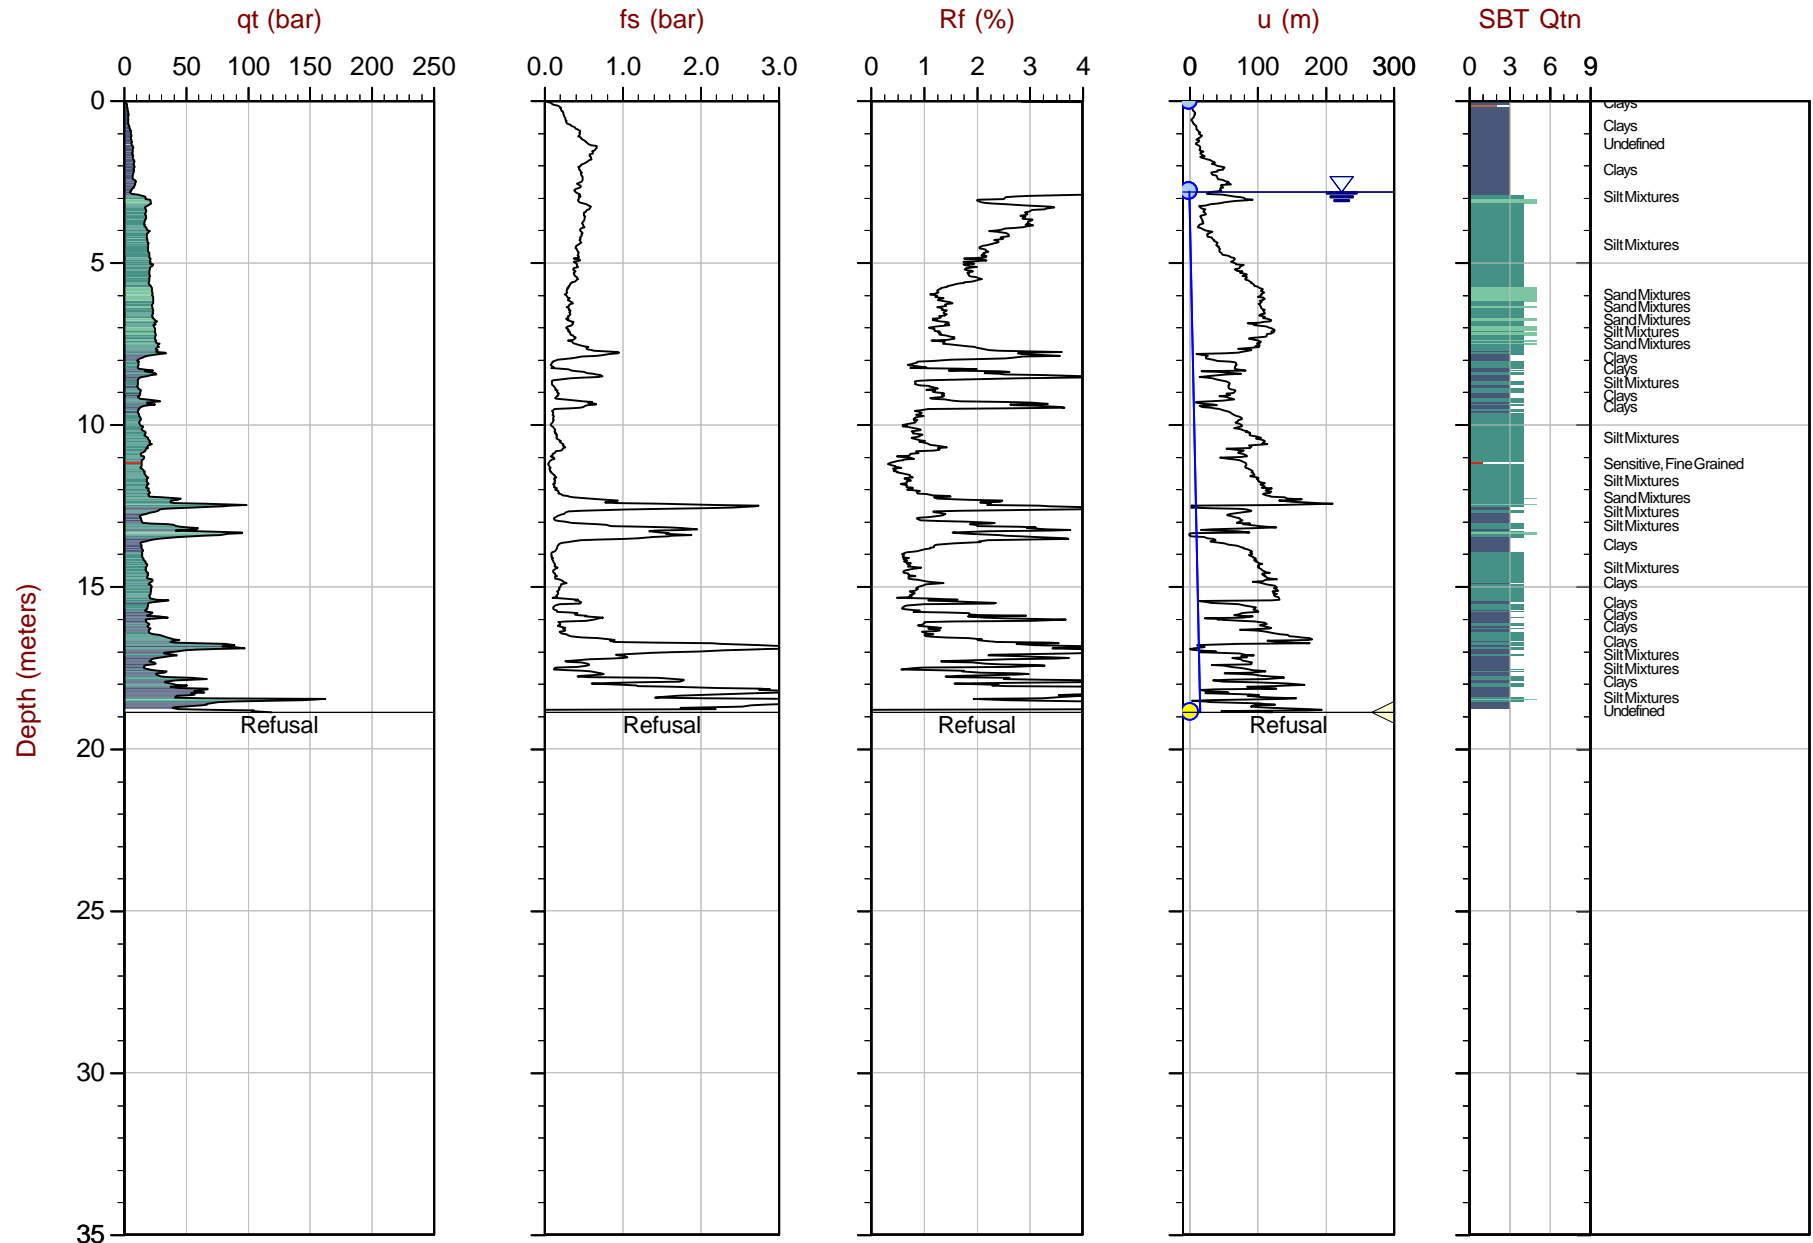 qt (bar) fs (bar) Rf (%) u (m) SBT Qtn
0 50 100 150 200 250 0.0 1.0 2.0 3.0 0 1 2 3 4 0 100 200 300 0 3 6 9
0
Clays
Clays
Undefined
Clays
Silt Mixtures
Silt Mixtures
5
Sand Mixtures
Sand Mixtures
Sand Mixtures
Silt Mixtures
Sand Mixtures
Clays
Clays
Silt Mixtures
Clays
Clays
10
Silt Mixtures
Sensitive, Fine Grained
Silt Mixtures
Sand Mixtures
Silt Mixtures
Silt Mixtures
Clays
Silt Mixtures
15
Clays
Clays
Clays
Clays
Clays
Silt Mixtures
Silt Mixtures
Clays
Silt Mixtures
Undefined
Refusal Refusal Refusal Refusal
Depth (meters)
20
25
30
35